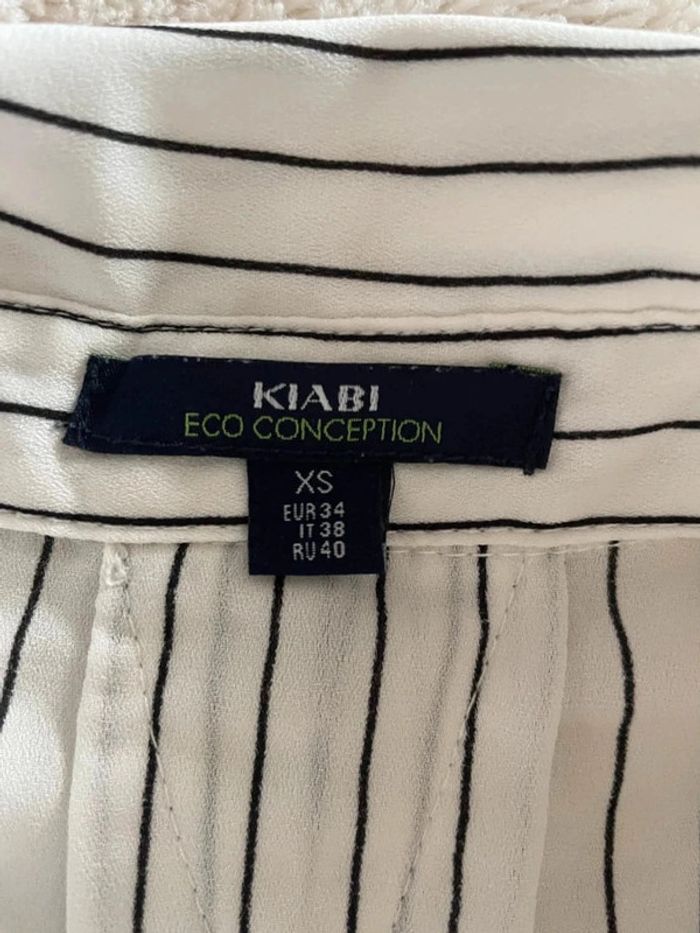 KIABI
ECO CONCEPTION
XS
EUR 34
IT 38
RU 40